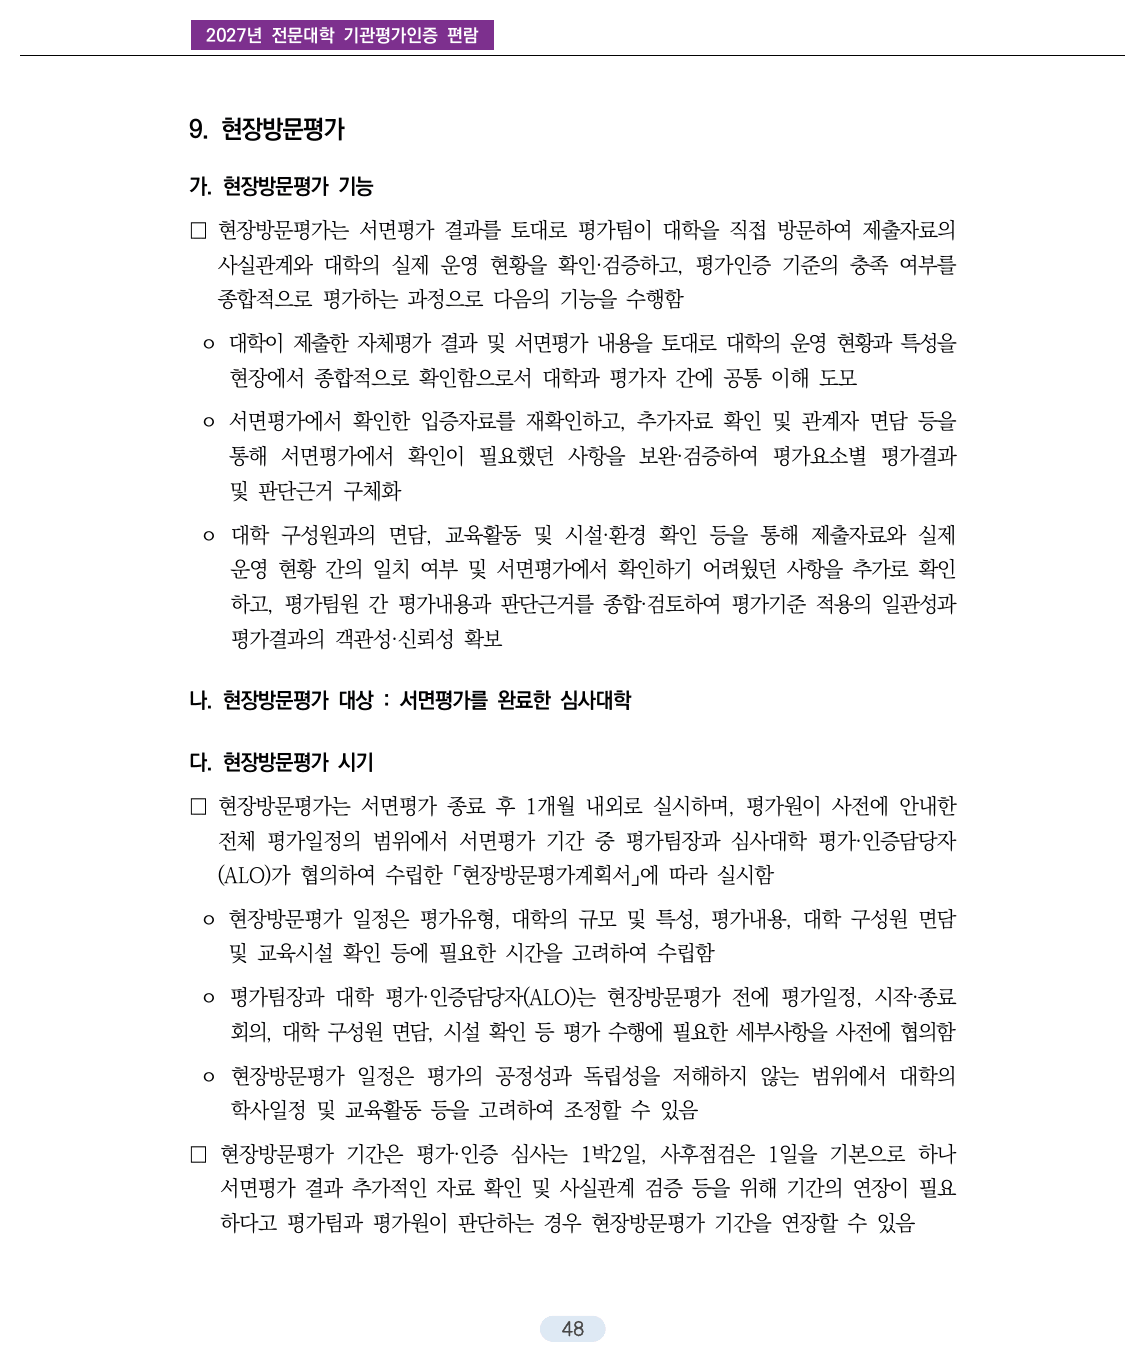 2027년 전문대학 기관평가인증 편람
9. 현장방문평가
가. 현장방문평가 기능
□ 현장방문평가는 서면평가 결과를 토대로 평가팀이 대학을 직접 방문하여 제출자료의
사실관계와 대학의 실제 운영 현황을 확인·검증하고, 평가인증 기준의 충족 여부를
종합적으로 평가하는 과정으로 다음의 기능을 수행함
ㅇ 대학이 제출한 자체평가 결과 및 서면평가 내용을 토대로 대학의 운영 현황과 특성을
현장에서 종합적으로 확인함으로서 대학과 평가자 간에 공통 이해 도모
ㅇ 서면평가에서 확인한 입증자료를 재확인하고, 추가자료 확인 및 관계자 면담 등을
통해 서면평가에서 확인이 필요했던 사항을 보완·검증하여 평가요소별 평가결과
및 판단근거 구체화
ㅇ 대학 구성원과의 면담, 교육활동 및 시설·환경 확인 등을 통해 제출자료와 실제
운영 현황 간의 일치 여부 및 서면평가에서 확인하기 어려웠던 사항을 추가로 확인
하고, 평가팀원 간 평가내용과 판단근거를 종합·검토하여 평가기준 적용의 일관성과
평가결과의 객관성·신뢰성 확보
나. 현장방문평가 대상 : 서면평가를 완료한 심사대학
다. 현장방문평가 시기
□ 현장방문평가는 서면평가 종료 후 1개월 내외로 실시하며, 평가원이 사전에 안내한
전체 평가일정의 범위에서 서면평가 기간 중 평가팀장과 심사대학 평가·인증담당자
(ALO)가 협의하여 수립한 「현장방문평가계획서」에 따라 실시함
ㅇ 현장방문평가 일정은 평가유형, 대학의 규모 및 특성, 평가내용, 대학 구성원 면담
및 교육시설 확인 등에 필요한 시간을 고려하여 수립함
ㅇ 평가팀장과 대학 평가·인증담당자(ALO)는 현장방문평가 전에 평가일정, 시작·종료
회의, 대학 구성원 면담, 시설 확인 등 평가 수행에 필요한 세부사항을 사전에 협의함
ㅇ 현장방문평가 일정은 평가의 공정성과 독립성을 저해하지 않는 범위에서 대학의
학사일정 및 교육활동 등을 고려하여 조정할 수 있음
□ 현장방문평가 기간은 평가·인증 심사는 1박2일, 사후점검은 1일을 기본으로 하나
서면평가 결과 추가적인 자료 확인 및 사실관계 검증 등을 위해 기간의 연장이 필요
하다고 평가팀과 평가원이 판단하는 경우 현장방문평가 기간을 연장할 수 있음
48